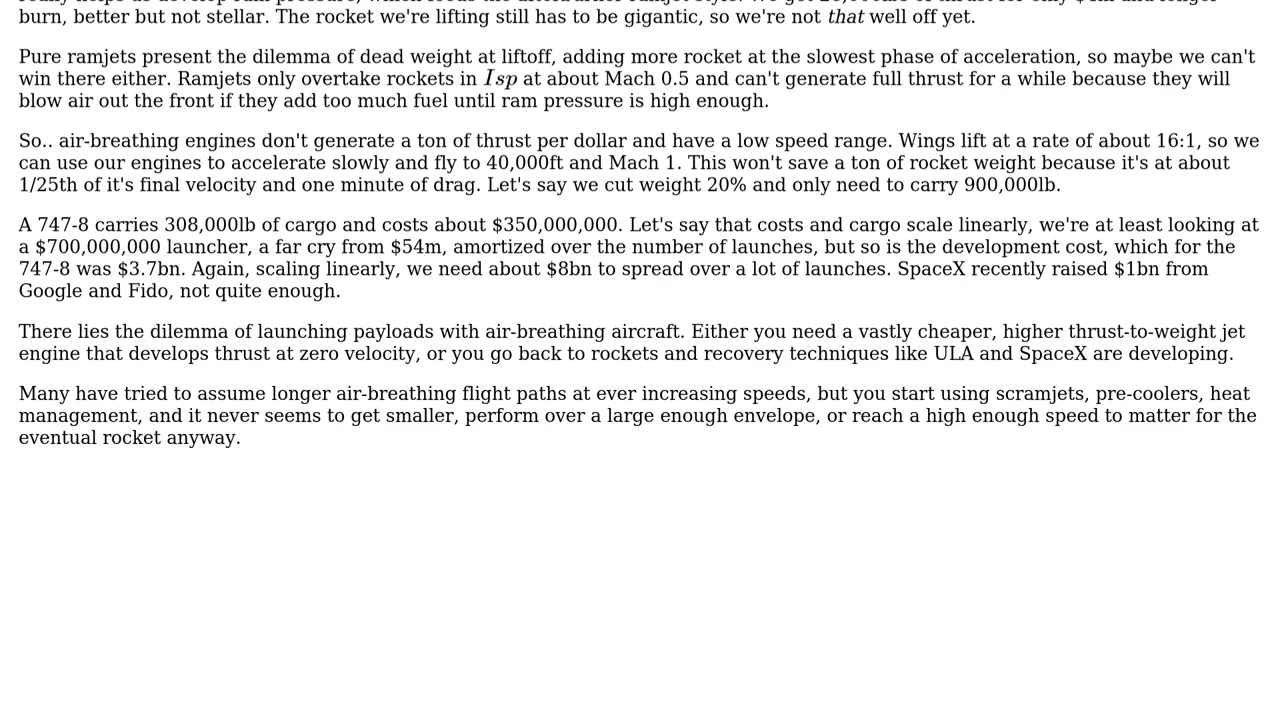 burn, better but not stellar. The rocket we're lifting still has to be gigantic, so we're not that well off yet.
Pure ramjets present the dilemma of dead weight at liftoff, adding more rocket at the slowest phase of acceleration, so maybe we can't
win there either. Ramjets only overtake rockets in Isp at about Mach 0.5 and can't generate full thrust for a while because they will
blow air out the front if they add too much fuel until ram pressure is high enough.
So.. air-breathing engines don't generate a ton of thrust per dollar and have a low speed range. Wings lift at a rate of about 16:1, so we
can use our engines to accelerate slowly and fly to 40,000ft and Mach 1. This won't save a ton of rocket weight because it's at about
1/25th of it's final velocity and one minute of drag. Let's say we cut weight 20% and only need to carry 900,000lb.
A 747-8 carries 308,000lb of cargo and costs about $350,000,000. Let's say that costs and cargo scale linearly, we're at least looking at
a $700,000,000 launcher, a far cry from $54m, amortized over the number of launches, but so is the development cost, which for the
747-8 was $3.7bn. Again, scaling linearly, we need about $8bn to spread over a lot of launches. SpaceX recently raised $1bn from
Google and Fido, not quite enough.
There lies the dilemma of launching payloads with air-breathing aircraft. Either you need a vastly cheaper, higher thrust-to-weight jet
engine that develops thrust at zero velocity, or you go back to rockets and recovery techniques like ULA and SpaceX are developing.
Many have tried to assume longer air-breathing flight paths at ever increasing speeds, but you start using scramjets, pre-coolers, heat
management, and it never seems to get smaller, perform over a large enough envelope, or reach a high enough speed to matter for the
eventual rocket anyway.